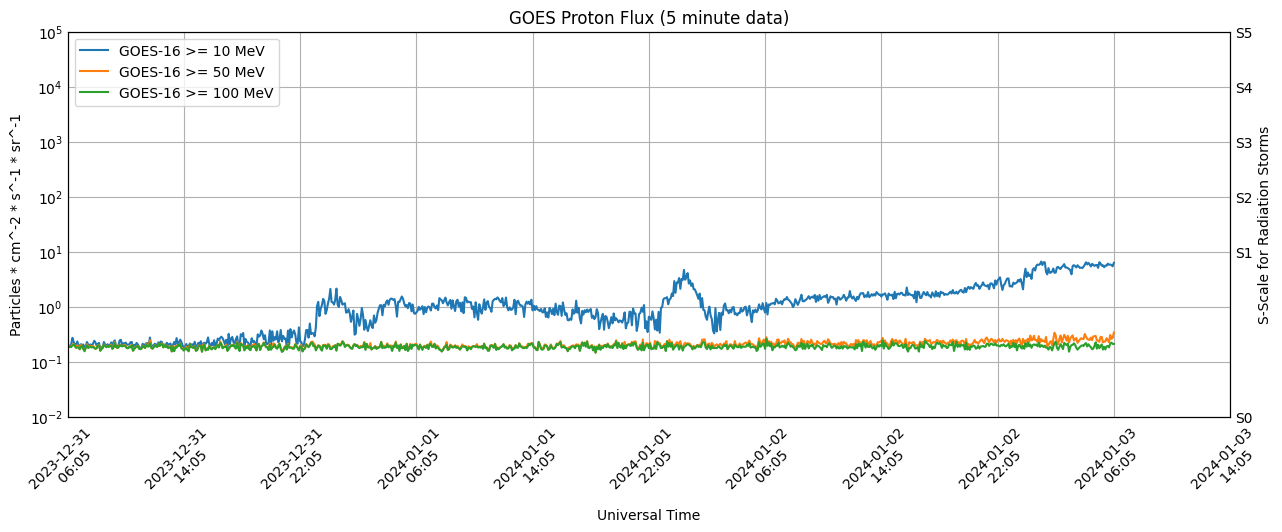 GOES Proton Flux (5 minute data)
GOES-16 >= 10 MeV
GOES-16 >= 50 MeV
GOES-16 >= 100 MeV
Particles * cm^-2 * s^-1 * sr^-1
10^5
10^4
10^3
10^2
10^1
10^0
10^-1
10^-2
S5
S4
S3
S2
S1
S0
S-Scale for Radiation Storms
2023-12-31
06:05
2023-12-31
14:05
2023-12-31
22:05
2024-01-01
06:05
2024-01-01
14:05
2024-01-01
22:05
2024-01-02
06:05
2024-01-02
14:05
2024-01-02
22:05
2024-01-03
06:05
2024-01-03
14:05
Universal Time